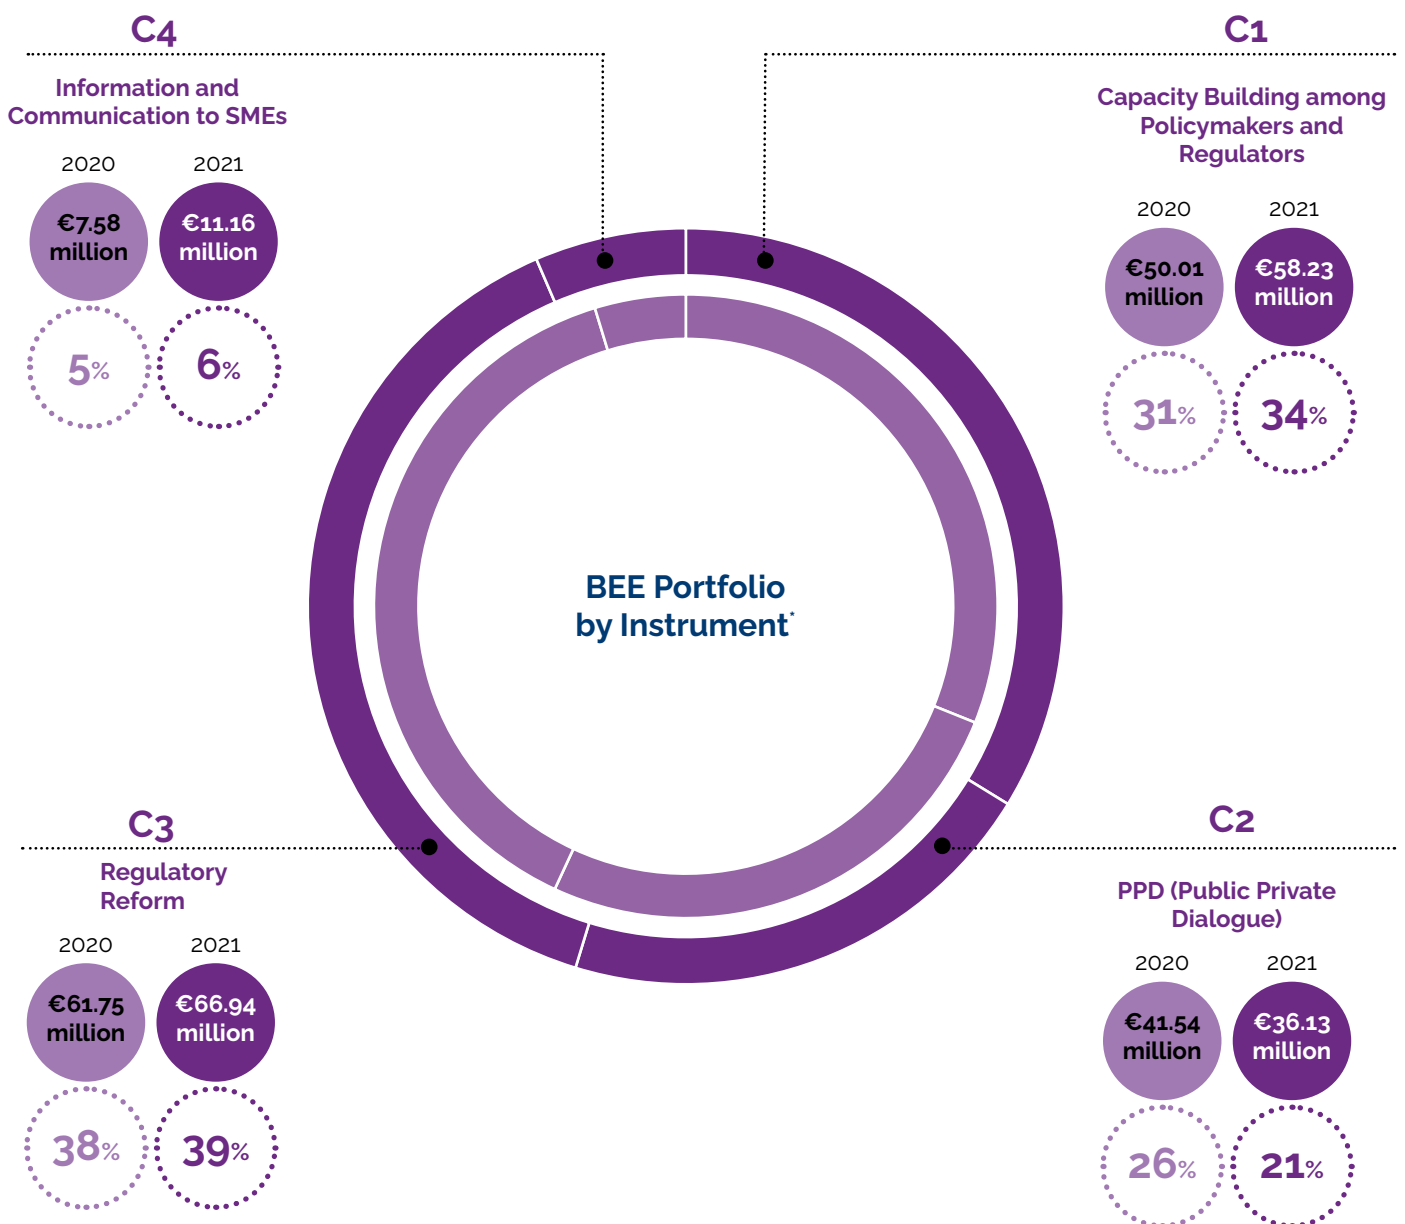 C4
Information and
Communication to SMEs
2020
2021
€7.58
million
€11.16
million
5%
6%
C1
Capacity Building among
Policymakers and
Regulators
2020
2021
€50.01
million
€58.23
million
31%
34%
BEE Portfolio
by Instrument*
C3
Regulatory
Reform
2020
2021
€61.75
million
€66.94
million
38%
39%
C2
PPD (Public Private
Dialogue)
2020
2021
€41.54
million
€36.13
million
26%
21%